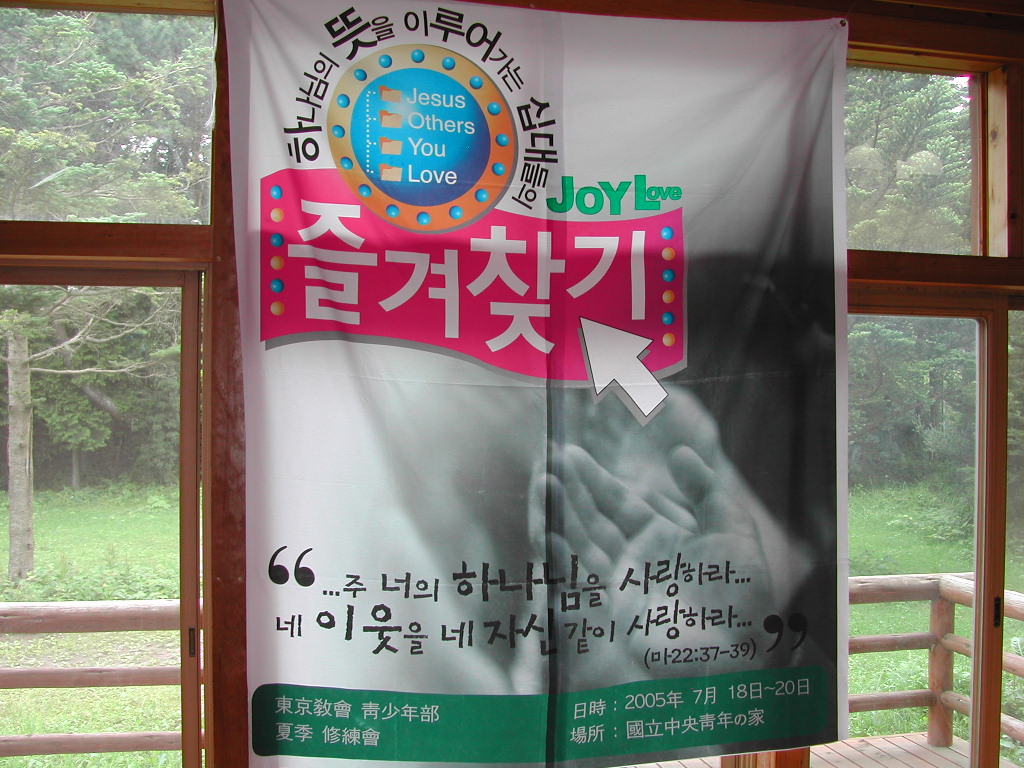 하나님의 뜻을 이루어가는 십대들의
Jesus
Others
You
Love
JOY Love
즐겨찾기
“...주 너의 하나님을 사랑하라...
네 이웃을 네 자신 같이 사랑하라...”
(마22:37-39)
東京敎會 靑少年部
夏季 修練會
日時 : 2005年 7月 18日~20日
場所 : 國立中央靑年の家